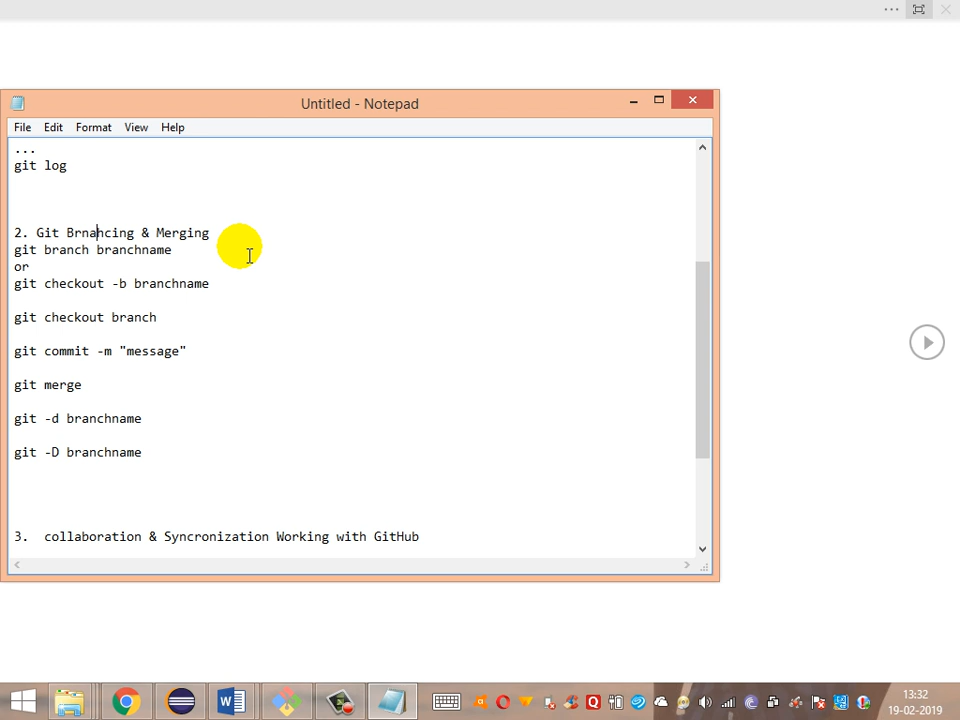 Untitled - Notepad
File Edit Format View Help
...
git log
2. Git Brnahcing & Merging
git branch branchname
or
git checkout -b branchname
git checkout branch
git commit -m "message"
git merge
git -d branchname
git -D branchname
3.  collaboration & Syncronization Working with GitHub
13:32
19-02-2019